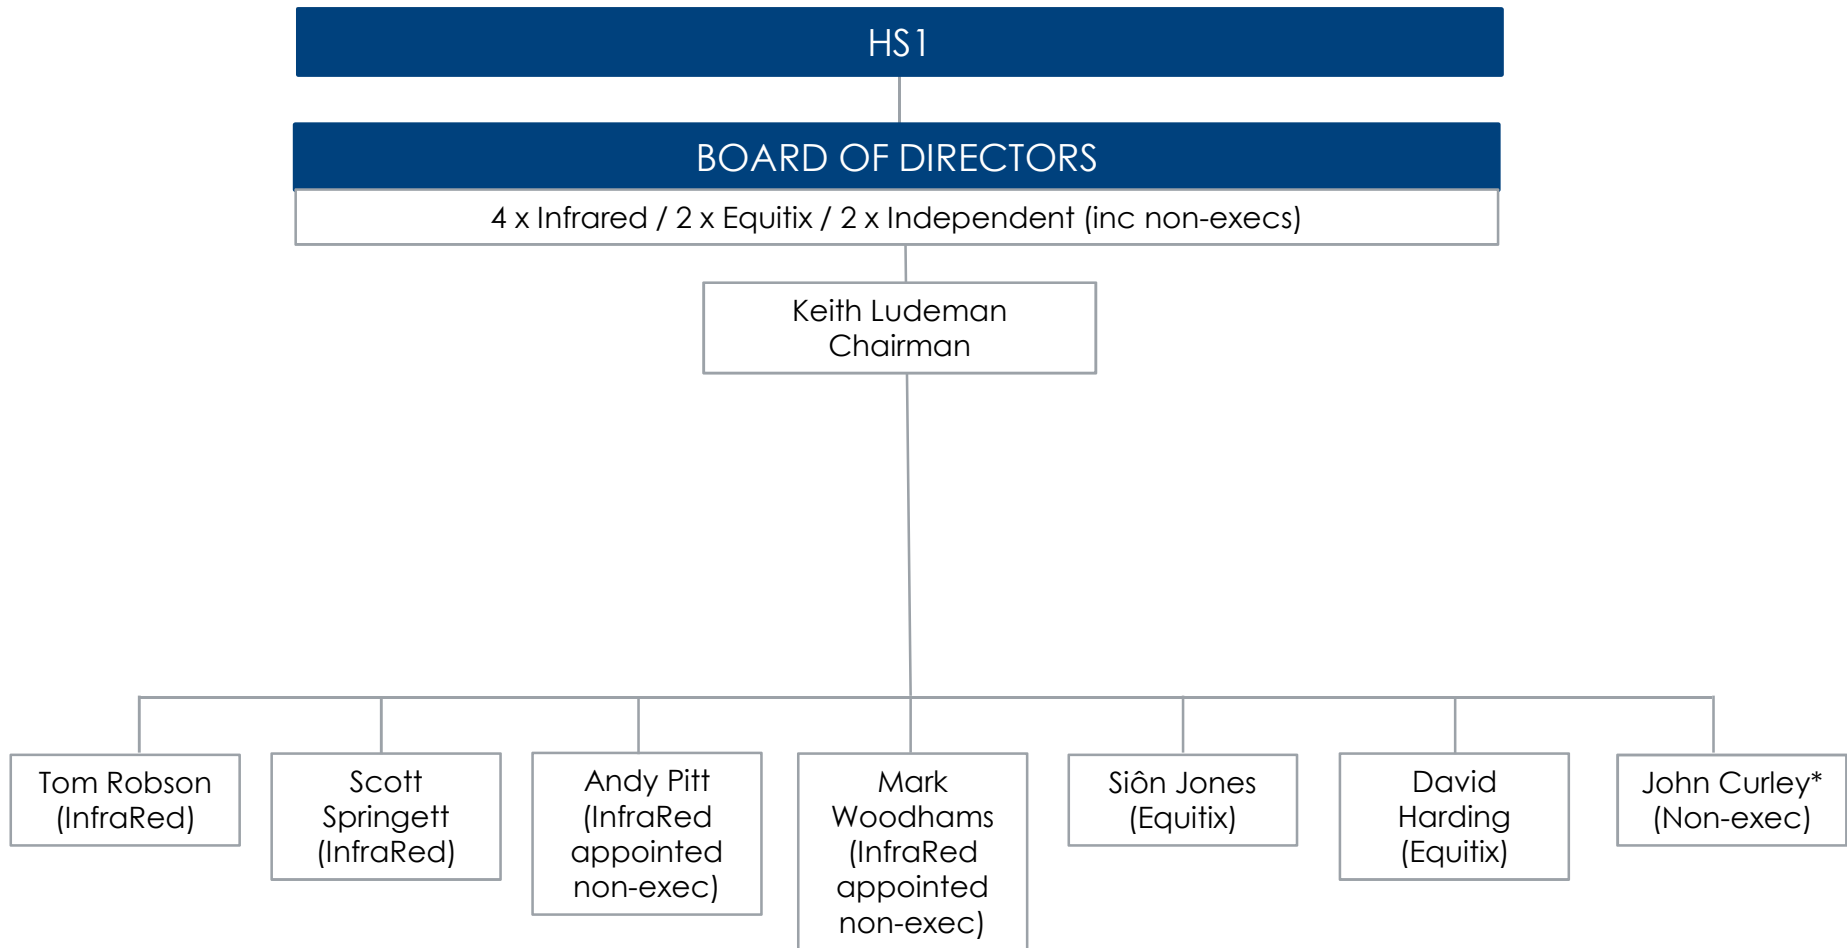 HS1
BOARD OF DIRECTORS
4 x Infrared / 2 x Equitix / 2 x Independent (inc non-execs)
Keith Ludeman
Chairman
Tom Robson
(InfraRed)
Scott
Springett
(InfraRed)
Andy Pitt
(InfraRed
appointed
non-exec)
Mark
Woodhams
(InfraRed
appointed
non-exec)
Siôn Jones
(Equitix)
David
Harding
(Equitix)
John Curley*
(Non-exec)